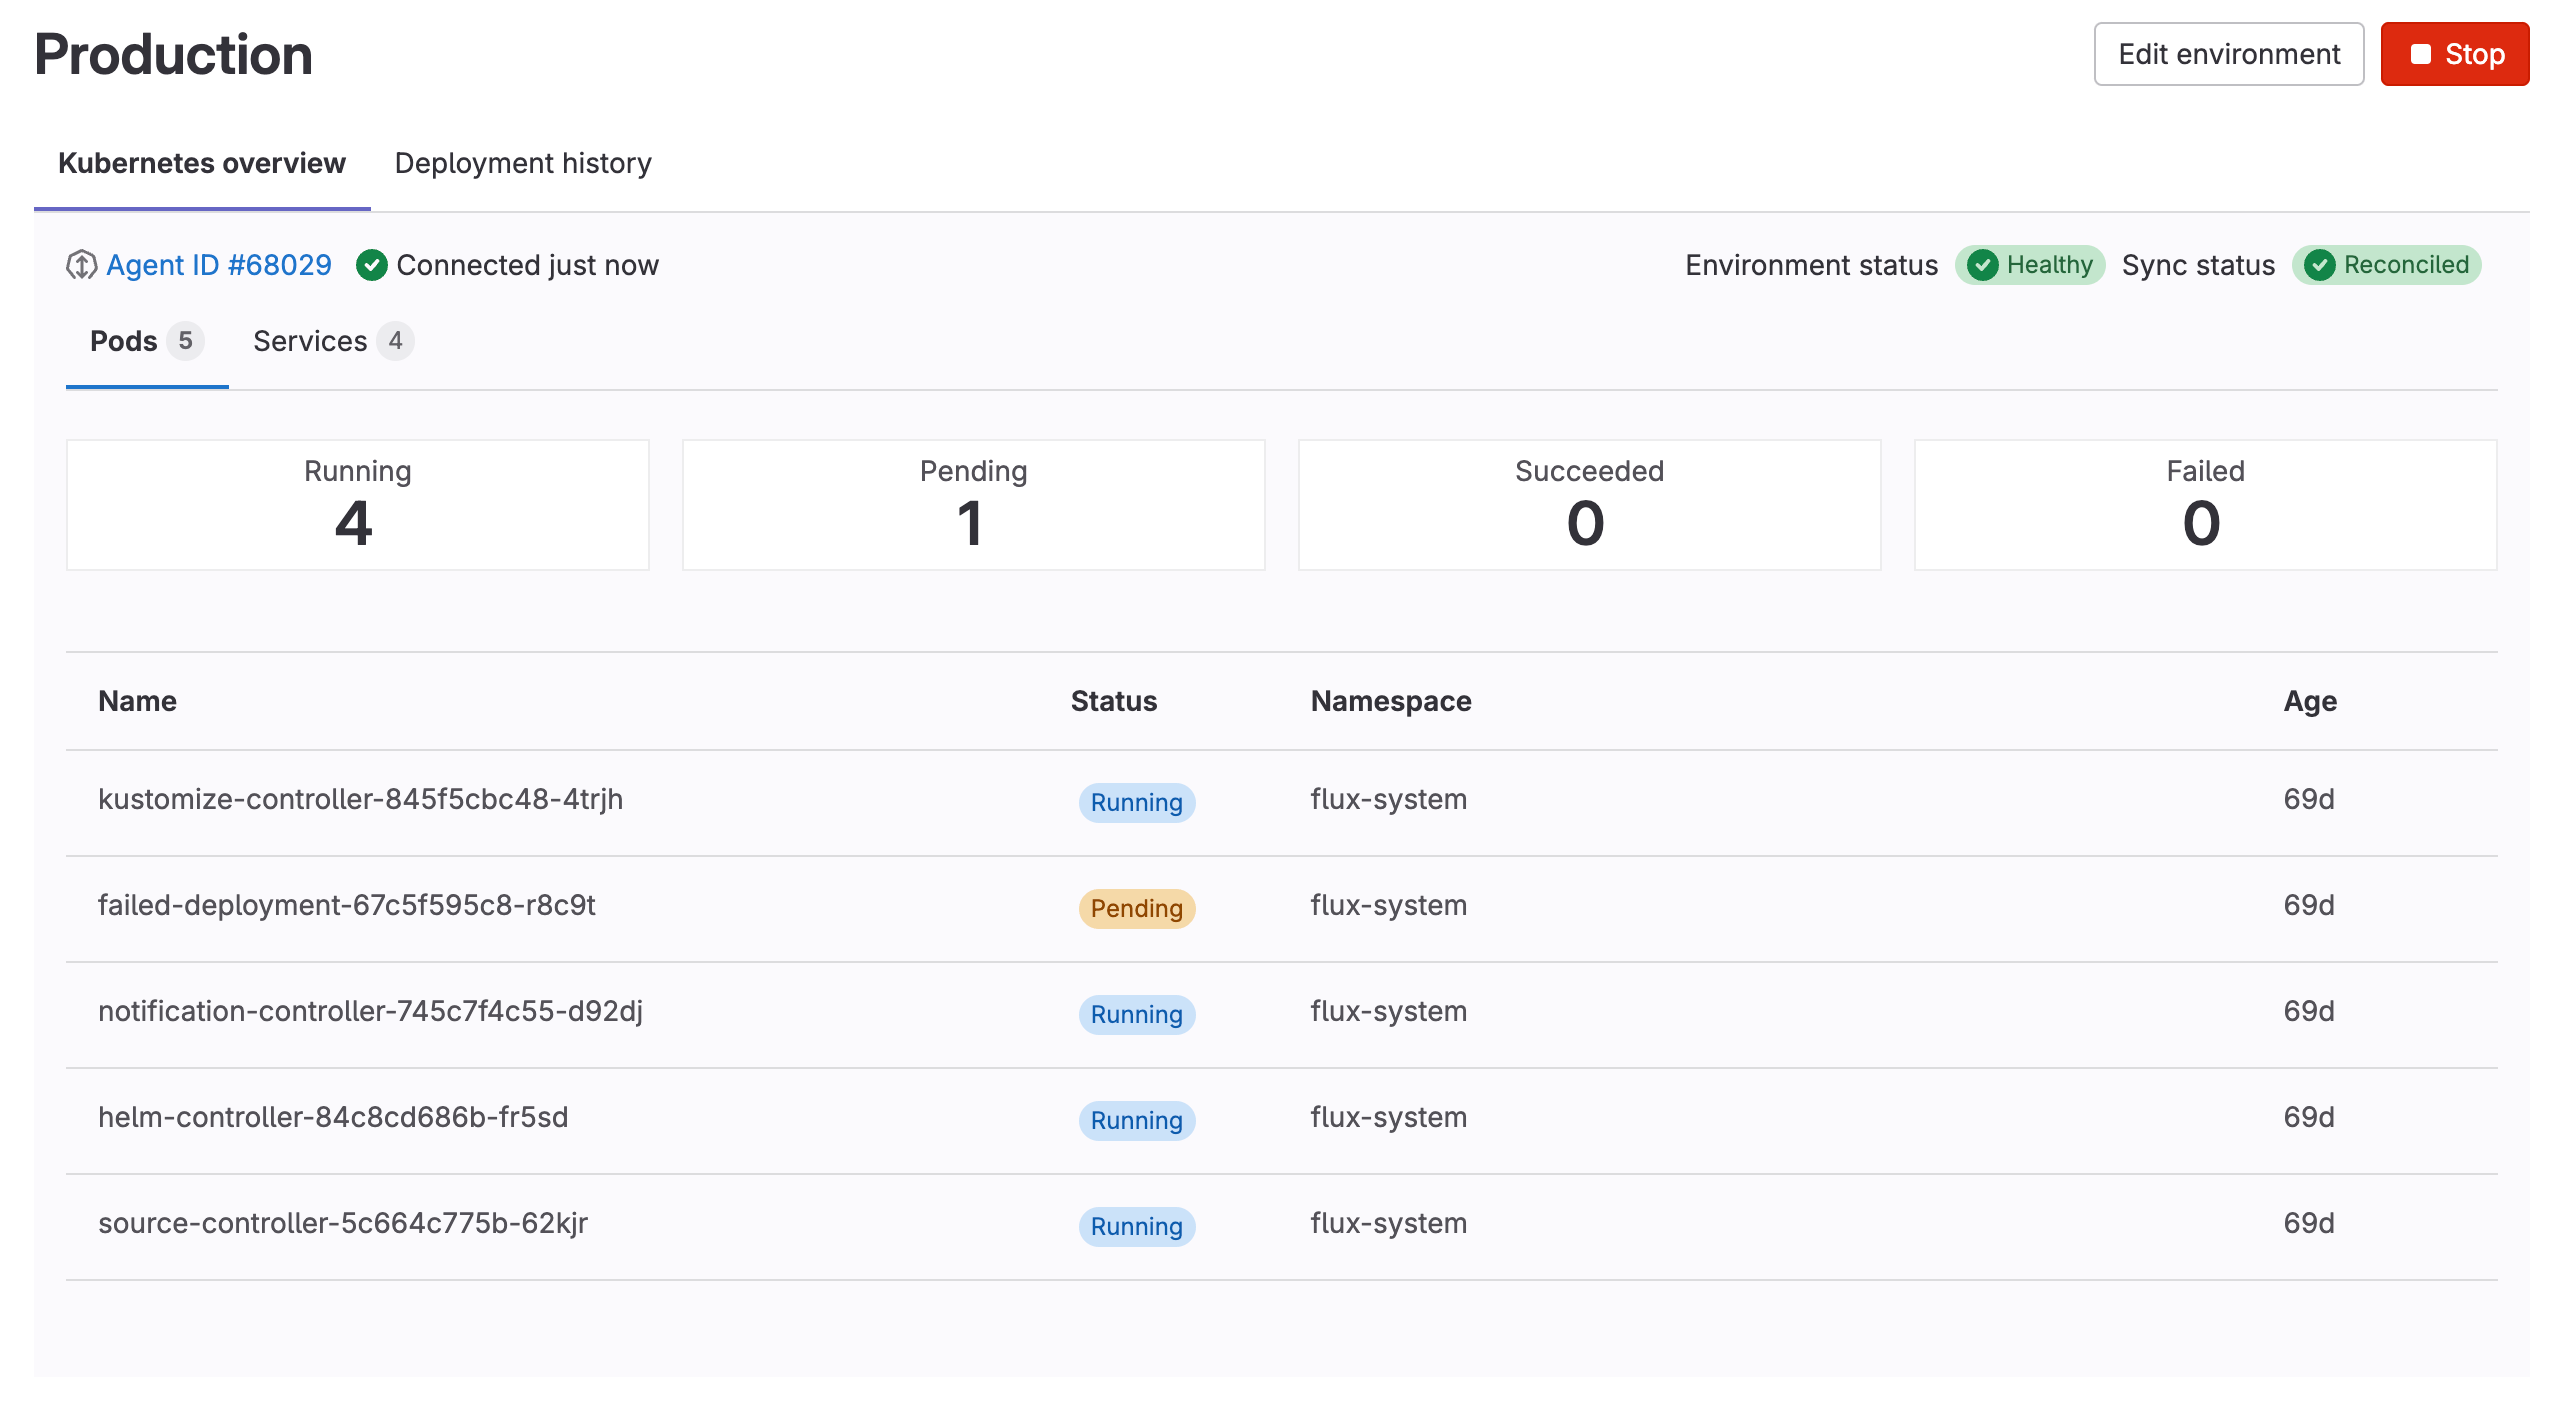 Production
Edit environment Stop
Kubernetes overview Deployment history
Agent ID #68029 Connected just now Environment status Healthy Sync status Reconciled
Pods 5 Services 4
Running Pending Succeeded Failed
4 1 0 0
Name Status Namespace Age
kustomize-controller-845f5cbc48-4trjh Running flux-system 69d
failed-deployment-67c5f595c8-r8c9t Pending flux-system 69d
notification-controller-745c7f4c55-d92dj Running flux-system 69d
helm-controller-84c8cd686b-fr5sd Running flux-system 69d
source-controller-5c664c775b-62kjr Running flux-system 69d